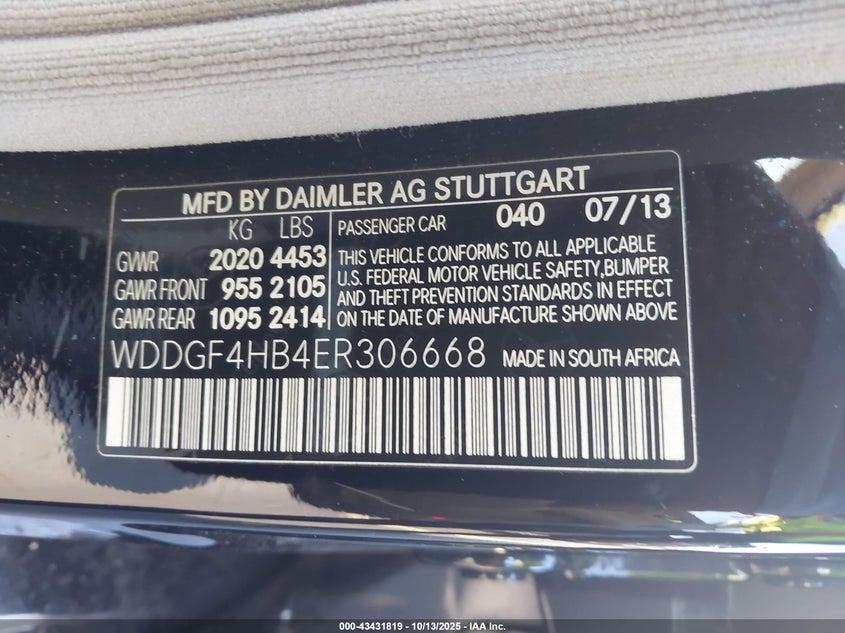 MFD BY DAIMLER AG STUTTGART
KG LBS
GVWR 2020 4453
GAWR FRONT 955 2105
GAWR REAR 1095 2414
PASSENGER CAR 040 07/13
THIS VEHICLE CONFORMS TO ALL APPLICABLE
U.S. FEDERAL MOTOR VEHICLE SAFETY,BUMPER
AND THEFT PREVENTION STANDARDS IN EFFECT
ON THE DATE OF MANUFACTURE SHOWN ABOVE
WDDGF4HB4ER306668 MADE IN SOUTH AFRICA
000-43431819 | 10/13/2025 | IAA Inc.